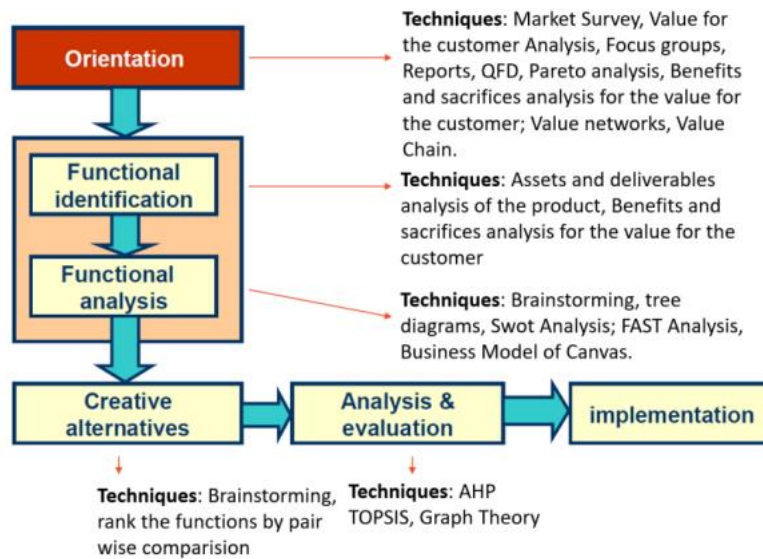 Orientation
Techniques: Market Survey, Value for
the customer Analysis, Focus groups,
Reports, QFD, Pareto analysis, Benefits
and sacrifices analysis for the value for
the customer; Value networks, Value
Chain.
Functional
identification
Techniques: Assets and deliverables
analysis of the product, Benefits and
sacrifices analysis for the value for the
customer
Functional
analysis
Techniques: Brainstorming, tree
diagrams, Swot Analysis; FAST Analysis,
Business Model of Canvas.
Creative
alternatives
Analysis &
evaluation
implementation
Techniques: Brainstorming,
rank the functions by pair
wise comparision
Techniques: AHP
TOPSIS, Graph Theory